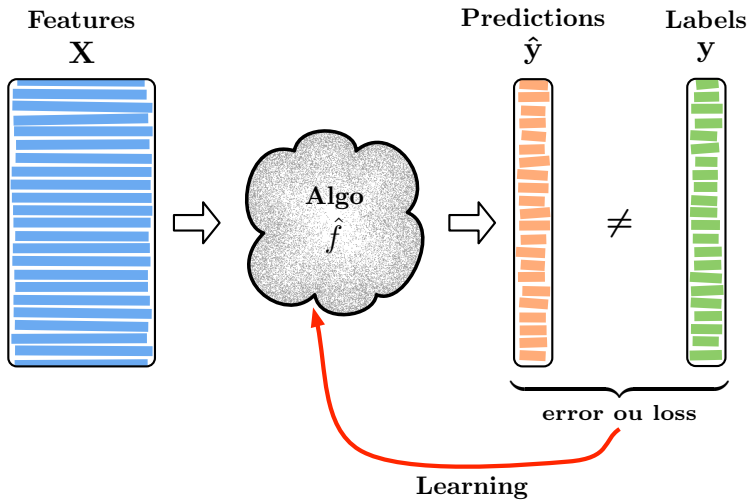 Features
X
Algo
f̂
Predictions
ŷ
≠
Labels
y
error ou loss
Learning